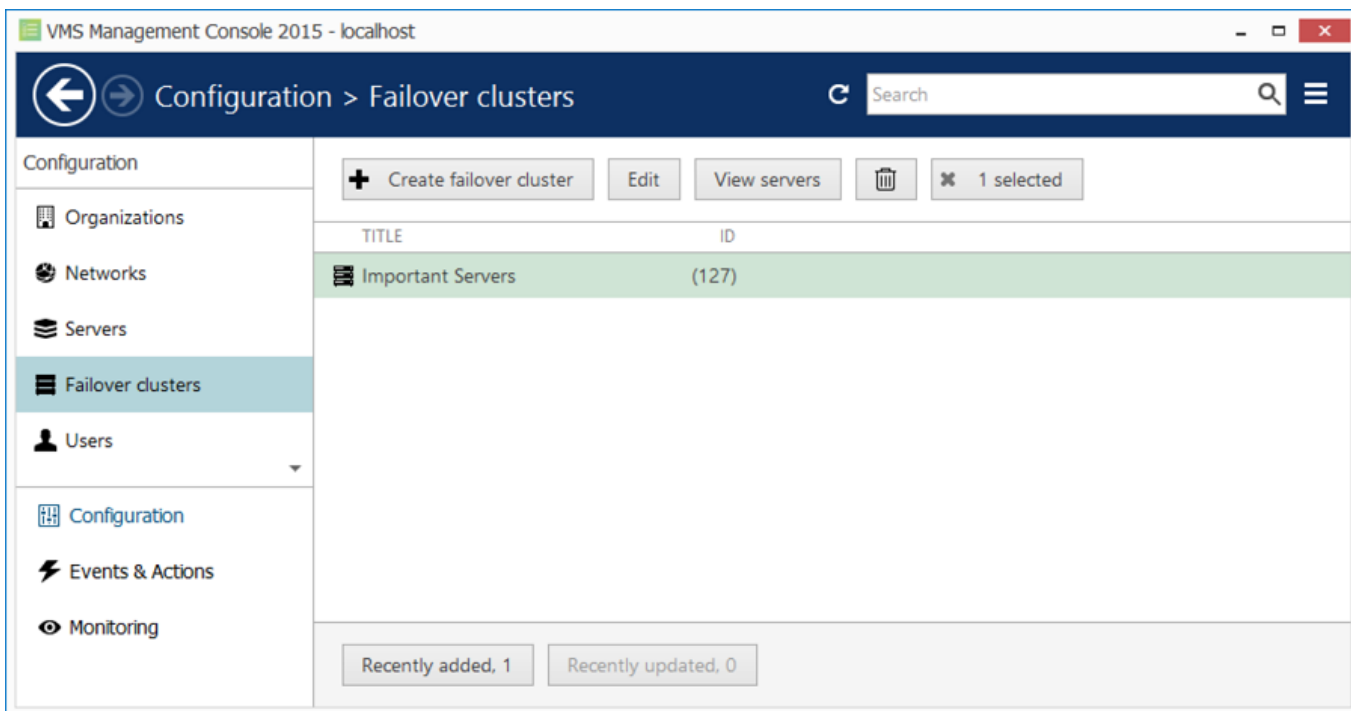 VMS Management Console 2015 - localhost
Configuration > Failover clusters
Search
Configuration
Organizations
Networks
Servers
Failover clusters
Users
Configuration
Events & Actions
Monitoring
Create failover cluster
Edit
View servers
1 selected
TITLE ID
Important Servers (127)
Recently added, 1
Recently updated, 0